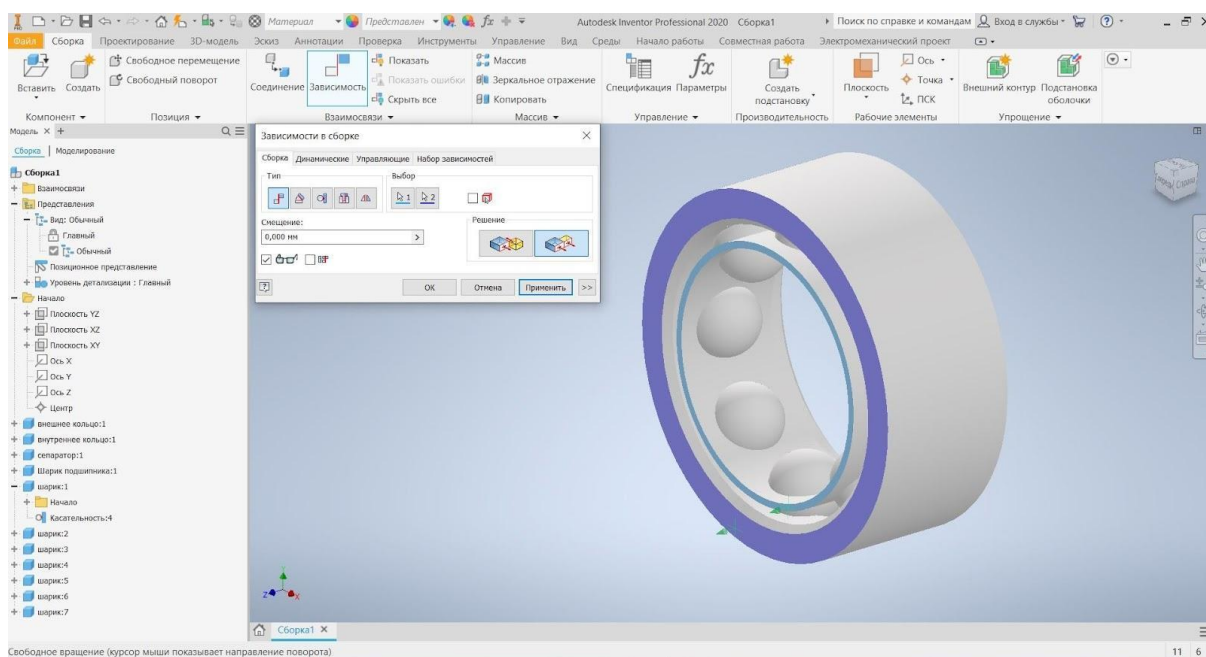 Материал Представлен fx Autodesk Inventor Professional 2020 Сборка1 Поиск по справке и командам Вход в службы
Файл Сборка Проектирование 3D-модель Эскиз Аннотации Проверка Инструменты Управление Вид Среды Начало работы Совместная работа Электромеханический проект
Вставить Создать Свободное перемещение Свободный поворот
Соединение Зависимость Показать Показать ошибки Скрыть все
Массив Зеркальное отражение Копировать
Спецификация fx Параметры Создать подстановку Плоскость Ось Точка ПСК Внешний контур Подстановка оболочки
Компонент Позиция Взаимосвязи Массив Управление Производительность Рабочие элементы Упрощение
Модель × +
Сборка | Моделирование
Сборка1
Взаимосвязи
Представления
Вид: Обычный
Главный
Обычный
Позиционное представление
Уровень детализации : Главный
Начало
Плоскость YZ
Плоскость XZ
Плоскость XY
Ось X
Ось Y
Ось Z
Центр
внешнее кольцо:1
внутреннее кольцо:1
сепаратор:1
Шарик подшипника:1
шарик:1
Начало
Касательность:4
шарик:2
шарик:3
шарик:4
шарик:5
шарик:6
шарик:7
Зависимости в сборке
Сборка Динамические Управляющие Набор зависимостей
Тип Выбор
1 2
Смещение: Решение
0,000 мм >
? OK Отмена Применить >>
Y
Z X
Сборка1 ×
Свободное вращение (курсор мыши показывает направление поворота) 11 6